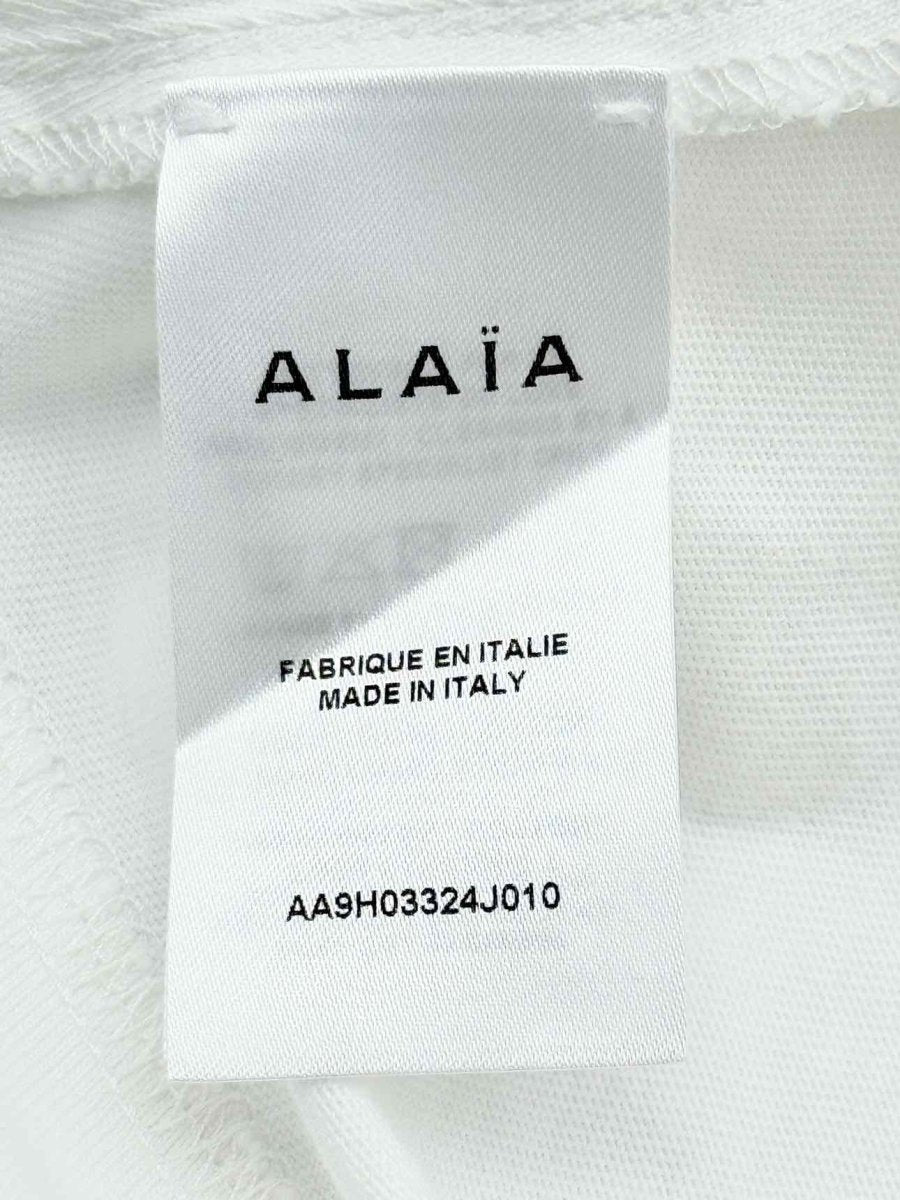 ALAÏA
FABRIQUE EN ITALIE
MADE IN ITALY
AA9H03324J010